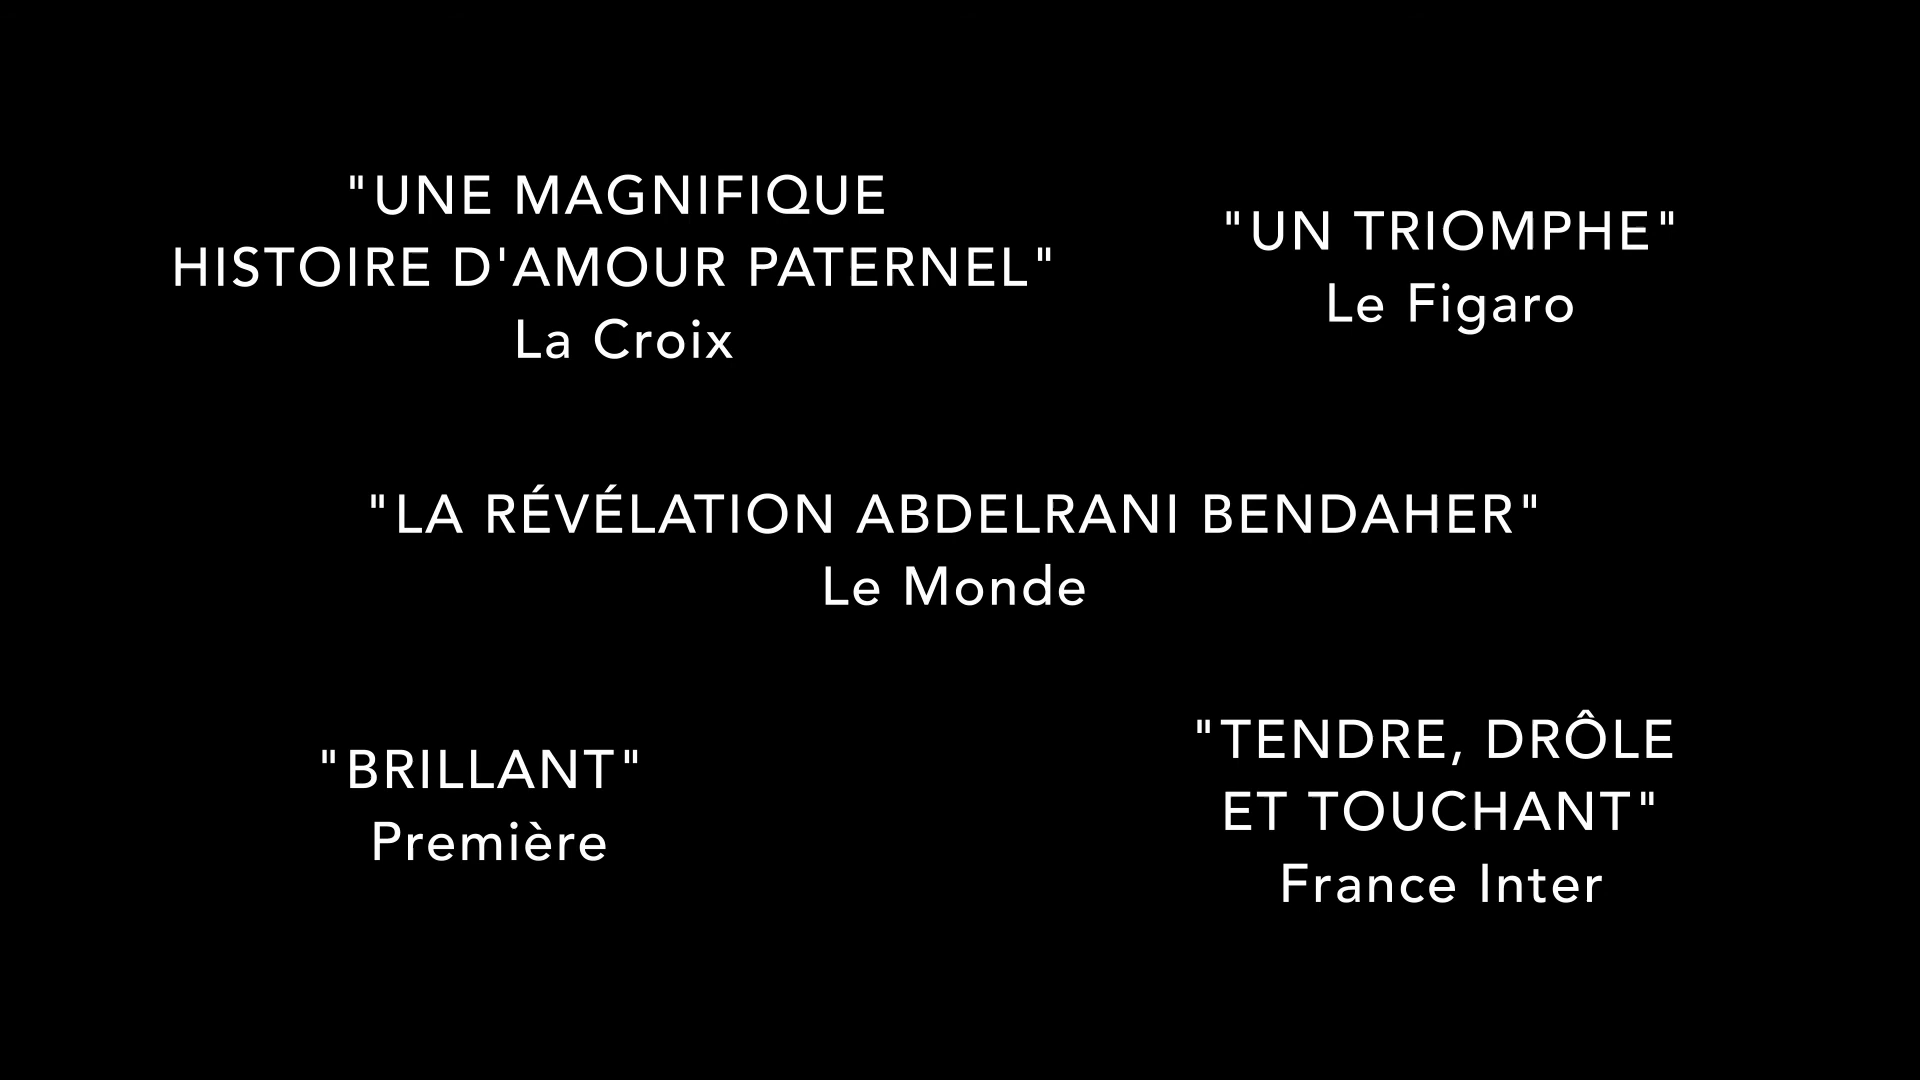 "UNE MAGNIFIQUE
HISTOIRE D'AMOUR PATERNEL"
La Croix
"UN TRIOMPHE"
Le Figaro
"LA RÉVÉLATION ABDELRANI BENDAHER"
Le Monde
"BRILLANT"
Première
"TENDRE, DRÔLE
ET TOUCHANT"
France Inter